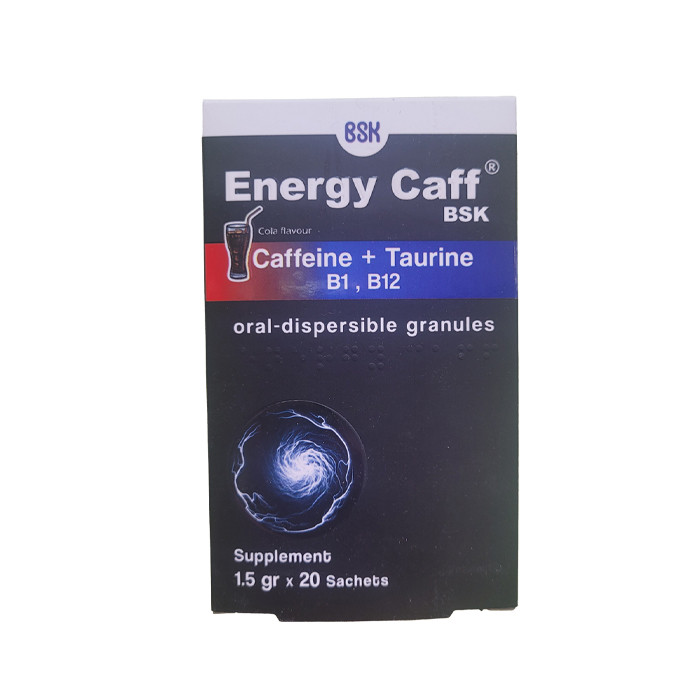 BSK
Energy Caff®
BSK
Cola flavour
Caffeine + Taurine
B1 , B12
oral-dispersible granules
Supplement
1.5 gr x 20 Sachets